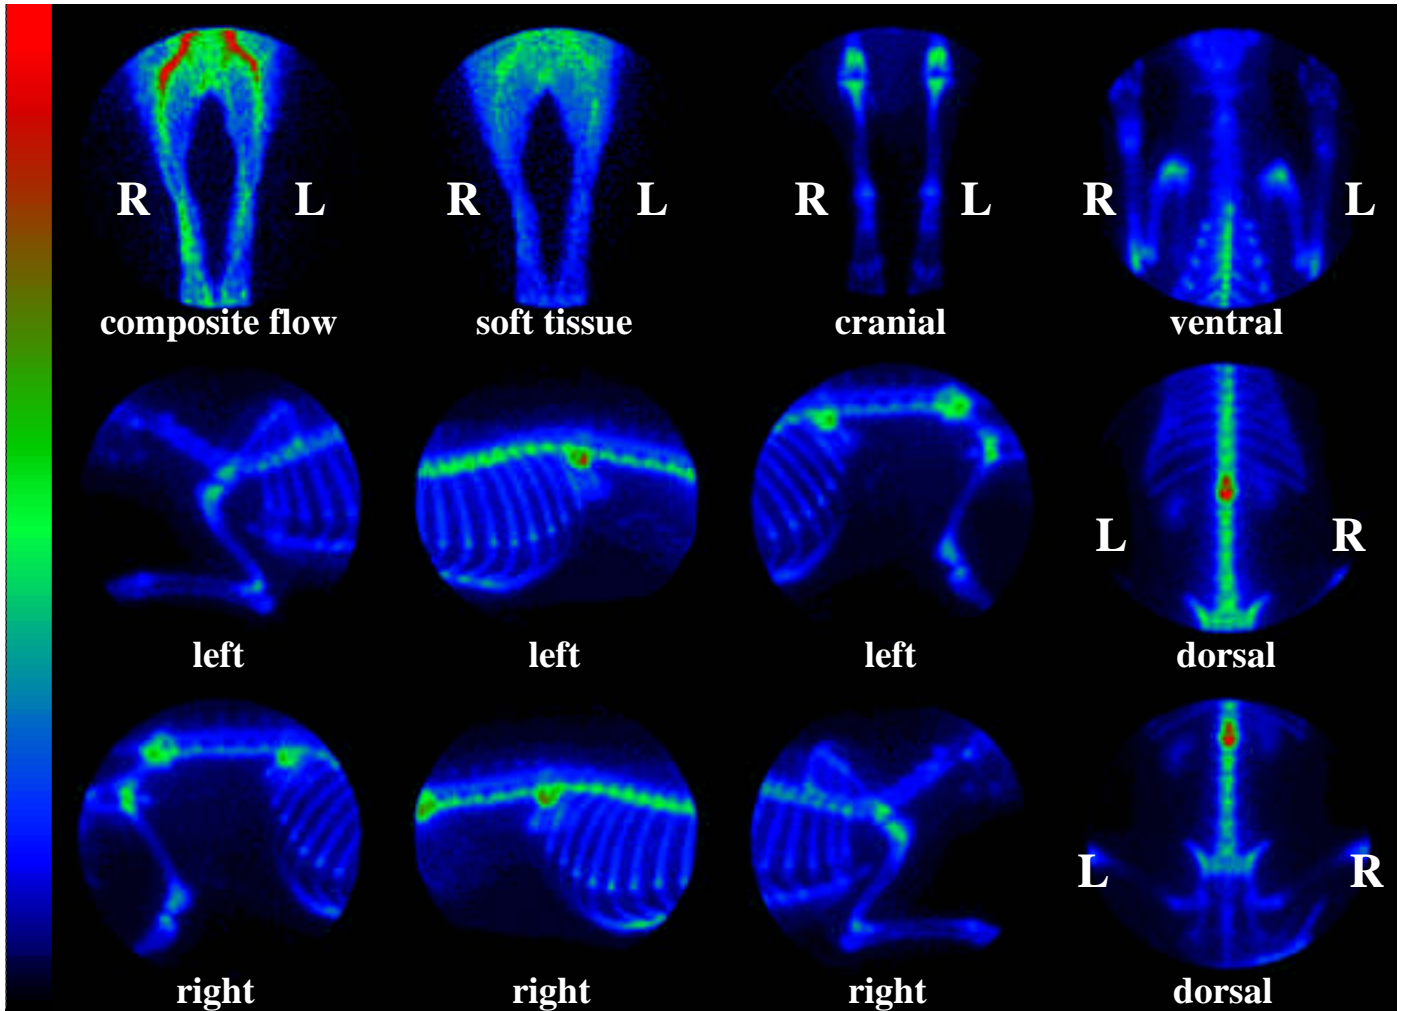 R L R L R L R L
composite flow soft tissue cranial ventral
L R
left left left dorsal
L R
right right right dorsal